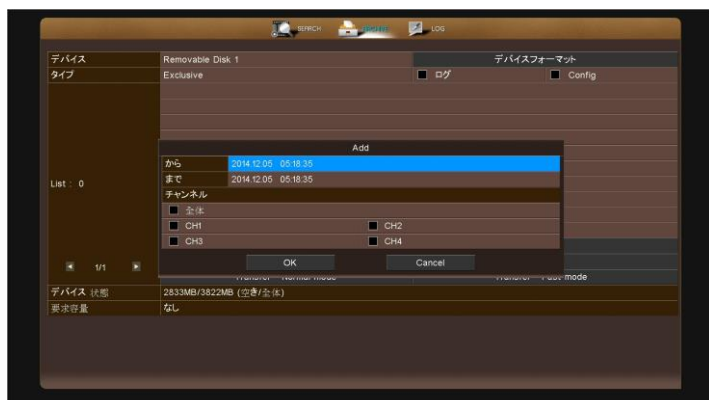 SEARCH ARCHIVE LOG
デバイス Removable Disk 1 デバイスフォーマット
タイプ Exclusive ログ Config
Add
から 2014.12.05 05:18:35
まで 2014.12.05 05:18:35
List : 0
チャンネル
全体
CH1 CH2
CH3 CH4
1/1
OK Cancel
mode
デバイス 状態 2833MB/3822MB (空き/全体)
要求容量 なし